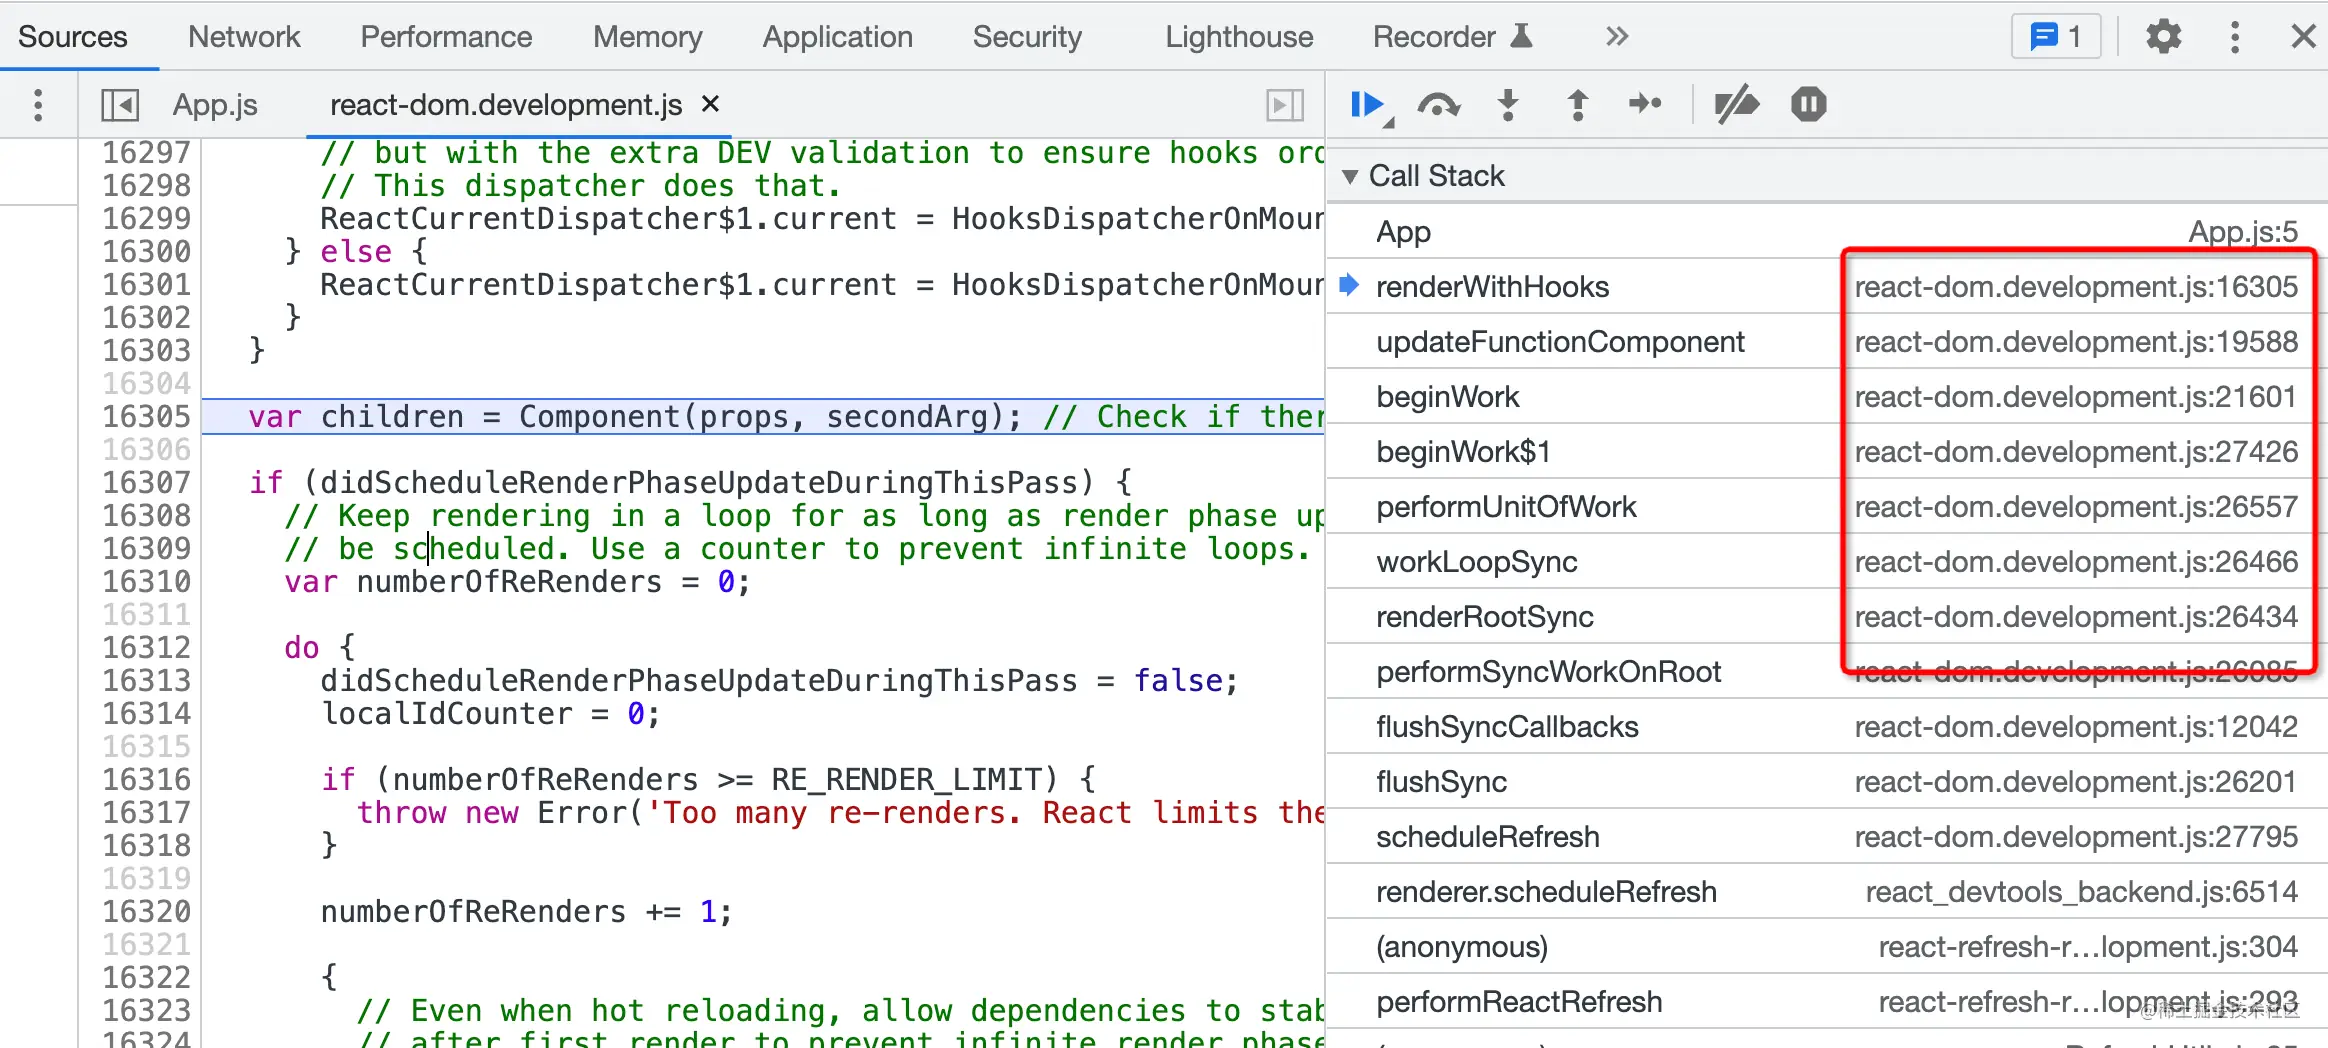 Sources Network Performance Memory Application Security Lighthouse Recorder 1
App.js react-dom.development.js
16297 // but with the extra DEV validation to ensure hooks ord
16298 // This dispatcher does that.
16299 ReactCurrentDispatcher$1.current = HooksDispatcherOnMoun
16300 } else {
16301 ReactCurrentDispatcher$1.current = HooksDispatcherOnMoun
16302 }
16303 }
16304
16305 var children = Component(props, secondArg); // Check if ther
16306
16307 if (didScheduleRenderPhaseUpdateDuringThisPass) {
16308 // Keep rendering in a loop for as long as render phase up
16309 // be scheduled. Use a counter to prevent infinite loops.
16310 var numberOfReRenders = 0;
16311
16312 do {
16313 didScheduleRenderPhaseUpdateDuringThisPass = false;
16314 localIdCounter = 0;
16315
16316 if (numberOfReRenders >= RE_RENDER_LIMIT) {
16317 throw new Error('Too many re-renders. React limits the
16318 }
16319
16320 numberOfReRenders += 1;
16321
16322 {
16323 // Even when hot reloading, allow dependencies to stab
16324 // after first render to prevent infinite render phase
Call Stack
App App.js:5
renderWithHooks react-dom.development.js:16305
updateFunctionComponent react-dom.development.js:19588
beginWork react-dom.development.js:21601
beginWork$1 react-dom.development.js:27426
performUnitOfWork react-dom.development.js:26557
workLoopSync react-dom.development.js:26466
renderRootSync react-dom.development.js:26434
performSyncWorkOnRoot react-dom.development.js:26085
flushSyncCallbacks react-dom.development.js:12042
flushSync react-dom.development.js:26201
scheduleRefresh react-dom.development.js:27795
renderer.scheduleRefresh react_devtools_backend.js:6514
(anonymous) react-refresh-r…lopment.js:304
performReactRefresh react-refresh-r…lopment.js:293
@稀土掘金技术社区